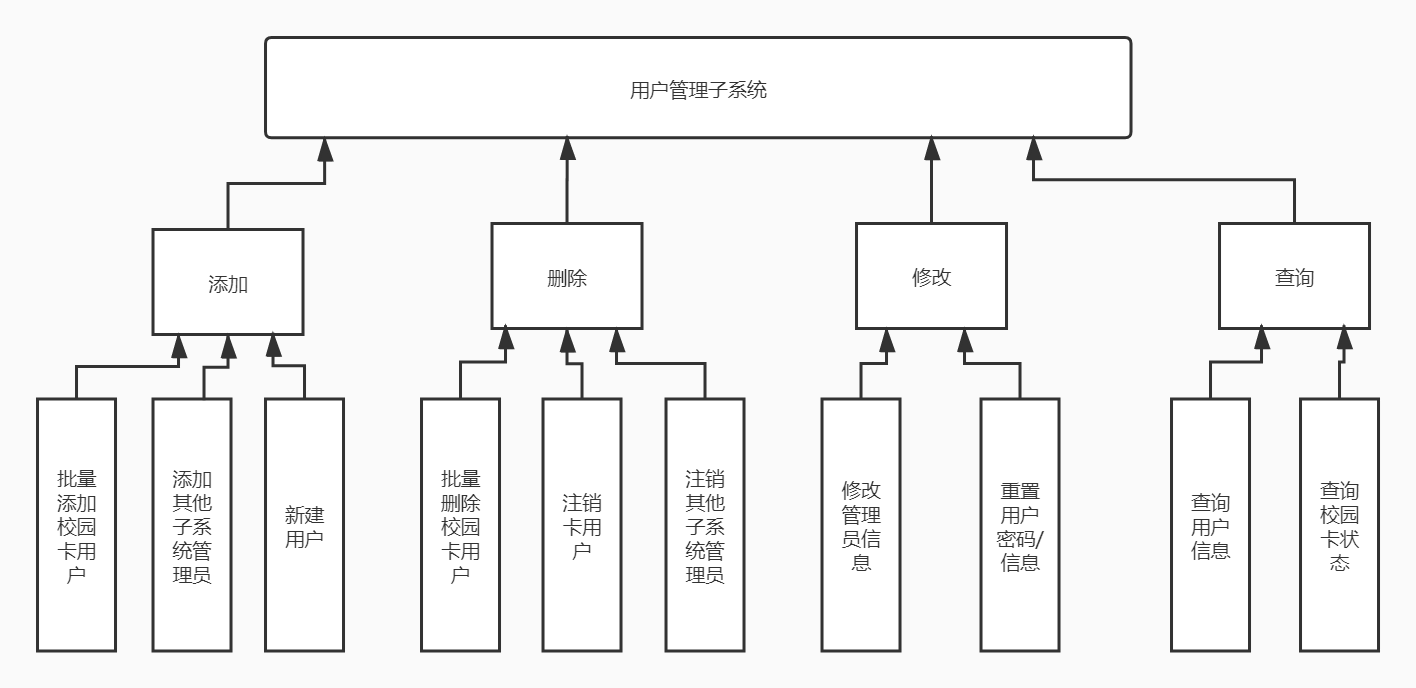 用户管理子系统
添加
删除
修改
查询
批量
添加
校园
卡用
户
添加
其他
子系
统管
理员
新建
用户
批量
删除
校园
卡用
户
注销
卡用
户
注销
其他
子系
统管
理员
修改
管理
员信
息
重置
用户
密码/
信息
查询
用户
信息
查询
校园
卡状
态